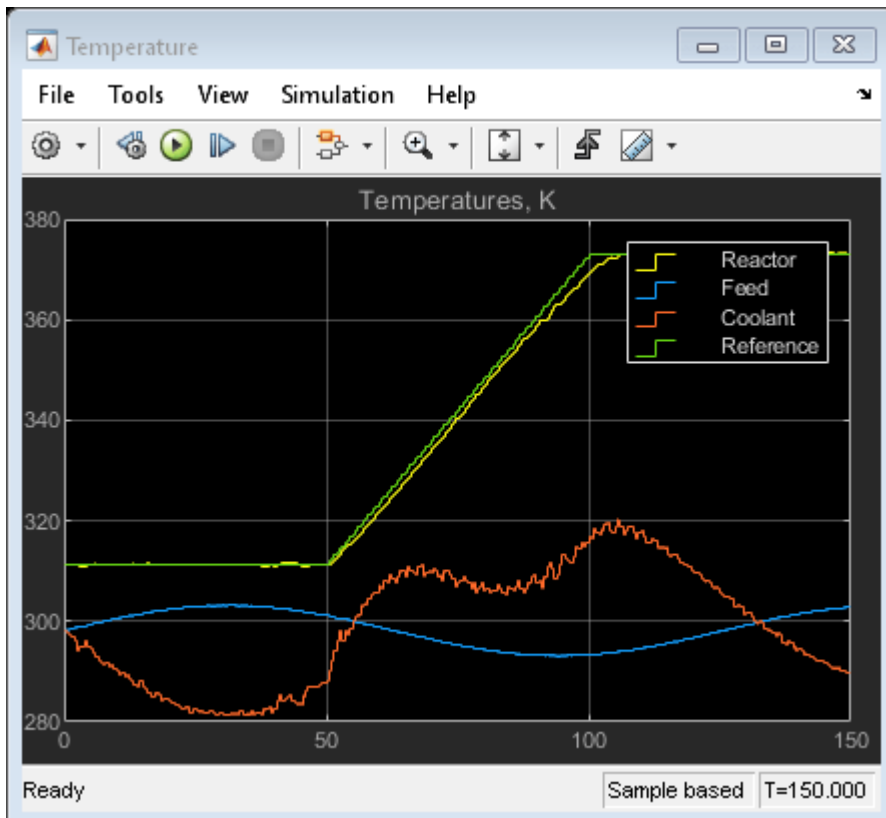 Temperature
File Tools View Simulation Help
Temperatures, K
380
360
340
320
300
280
0 50 100 150
Reactor
Feed
Coolant
Reference
Ready Sample based T=150.000